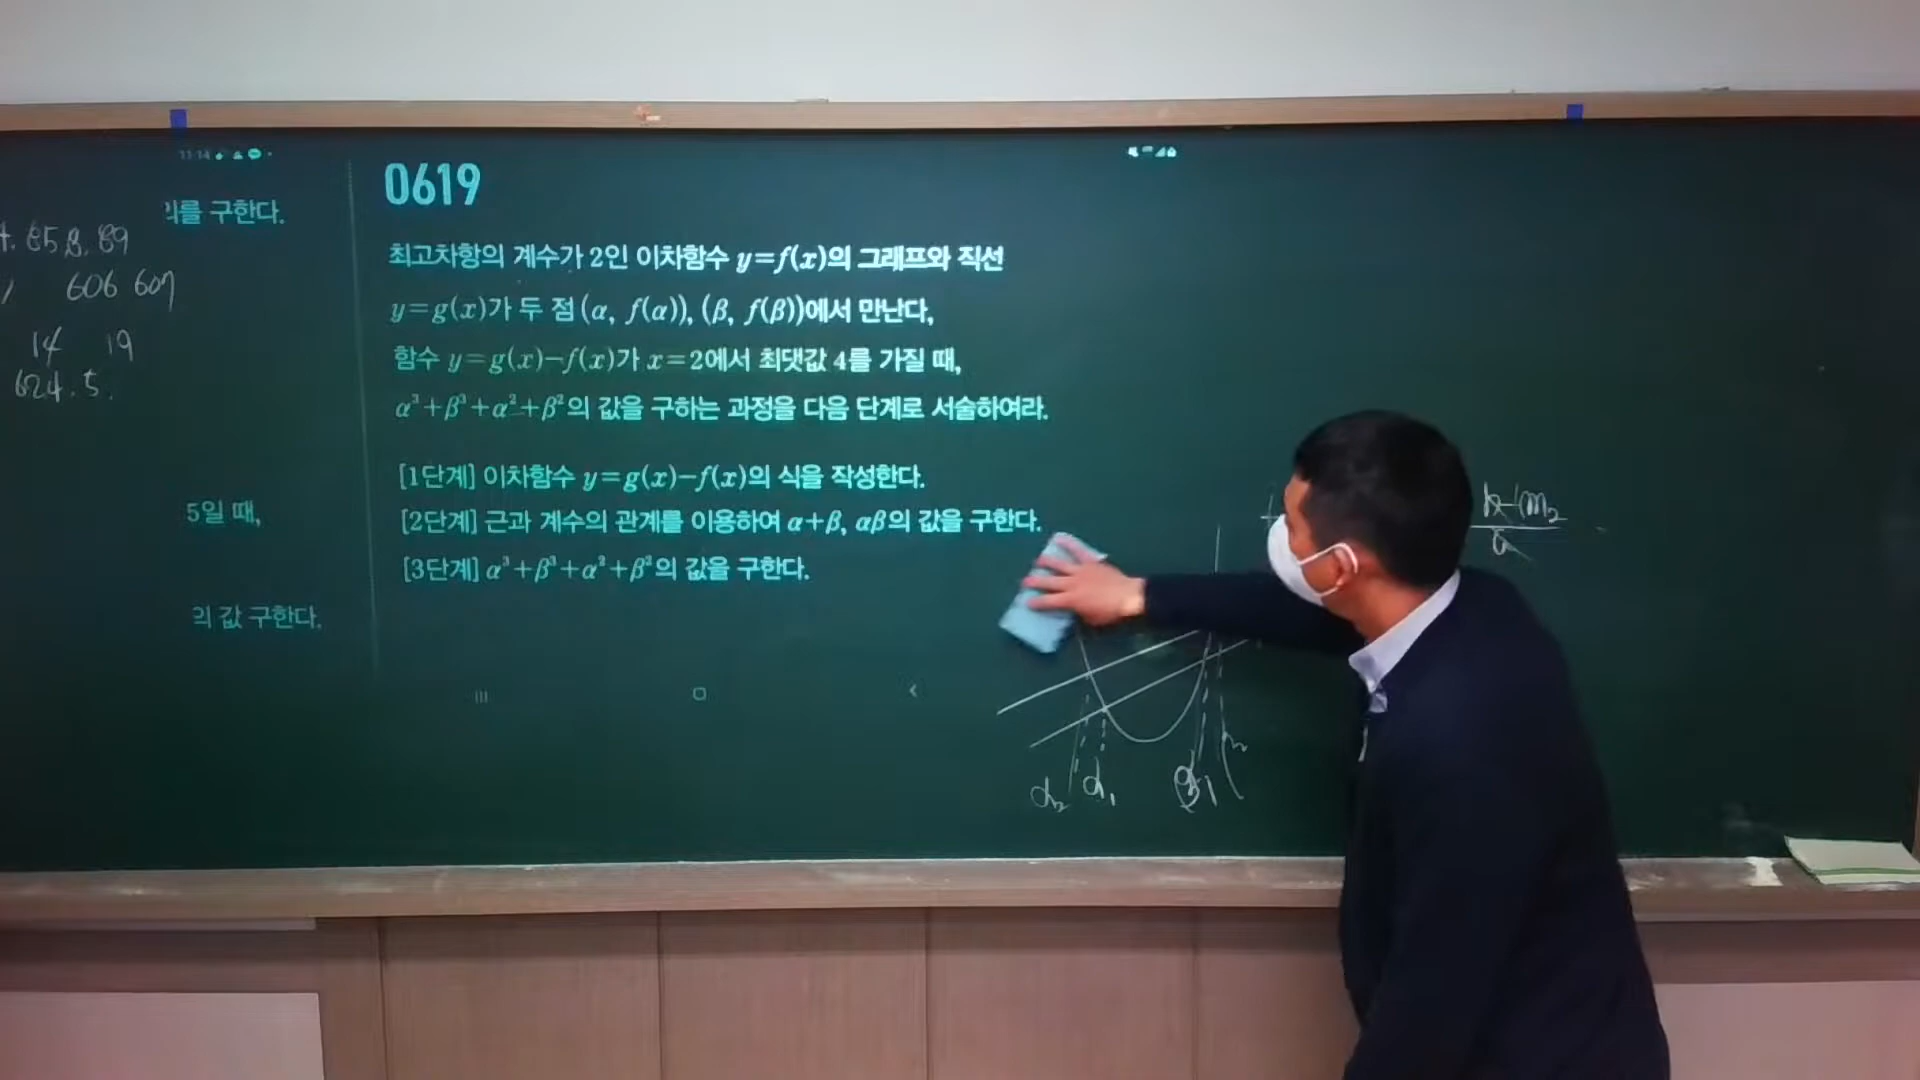 11:14
의를 구한다.
658. 89
606 607
14 19
624. 5.
5일 때,
의 값 구한다.
0619
최고차항의 계수가 2인 이차함수 y=f(x)의 그래프와 직선
y=g(x)가 두 점 (α, f(α)), (β, f(β))에서 만난다,
함수 y=g(x)-f(x)가 x=2에서 최댓값 4를 가질 때,
α³+β³+α²+β²의 값을 구하는 과정을 다음 단계로 서술하여라.
[1단계] 이차함수 y=g(x)-f(x)의 식을 작성한다.
[2단계] 근과 계수의 관계를 이용하여 α+β, αβ의 값을 구한다.
[3단계] α³+β³+α²+β²의 값을 구한다.
α₂ α₁ β₁